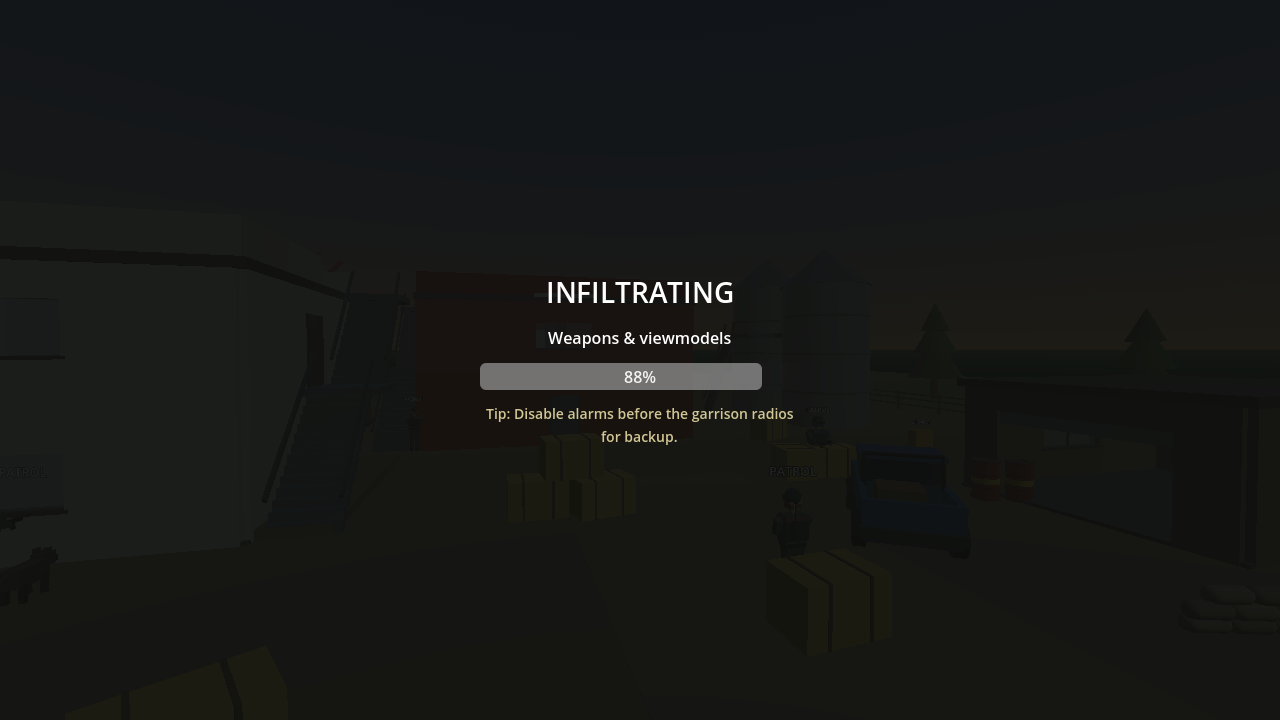 INFILTRATING
Weapons & viewmodels
88%
Tip: Disable alarms before the garrison radios
for backup.
PATROL
PATROL